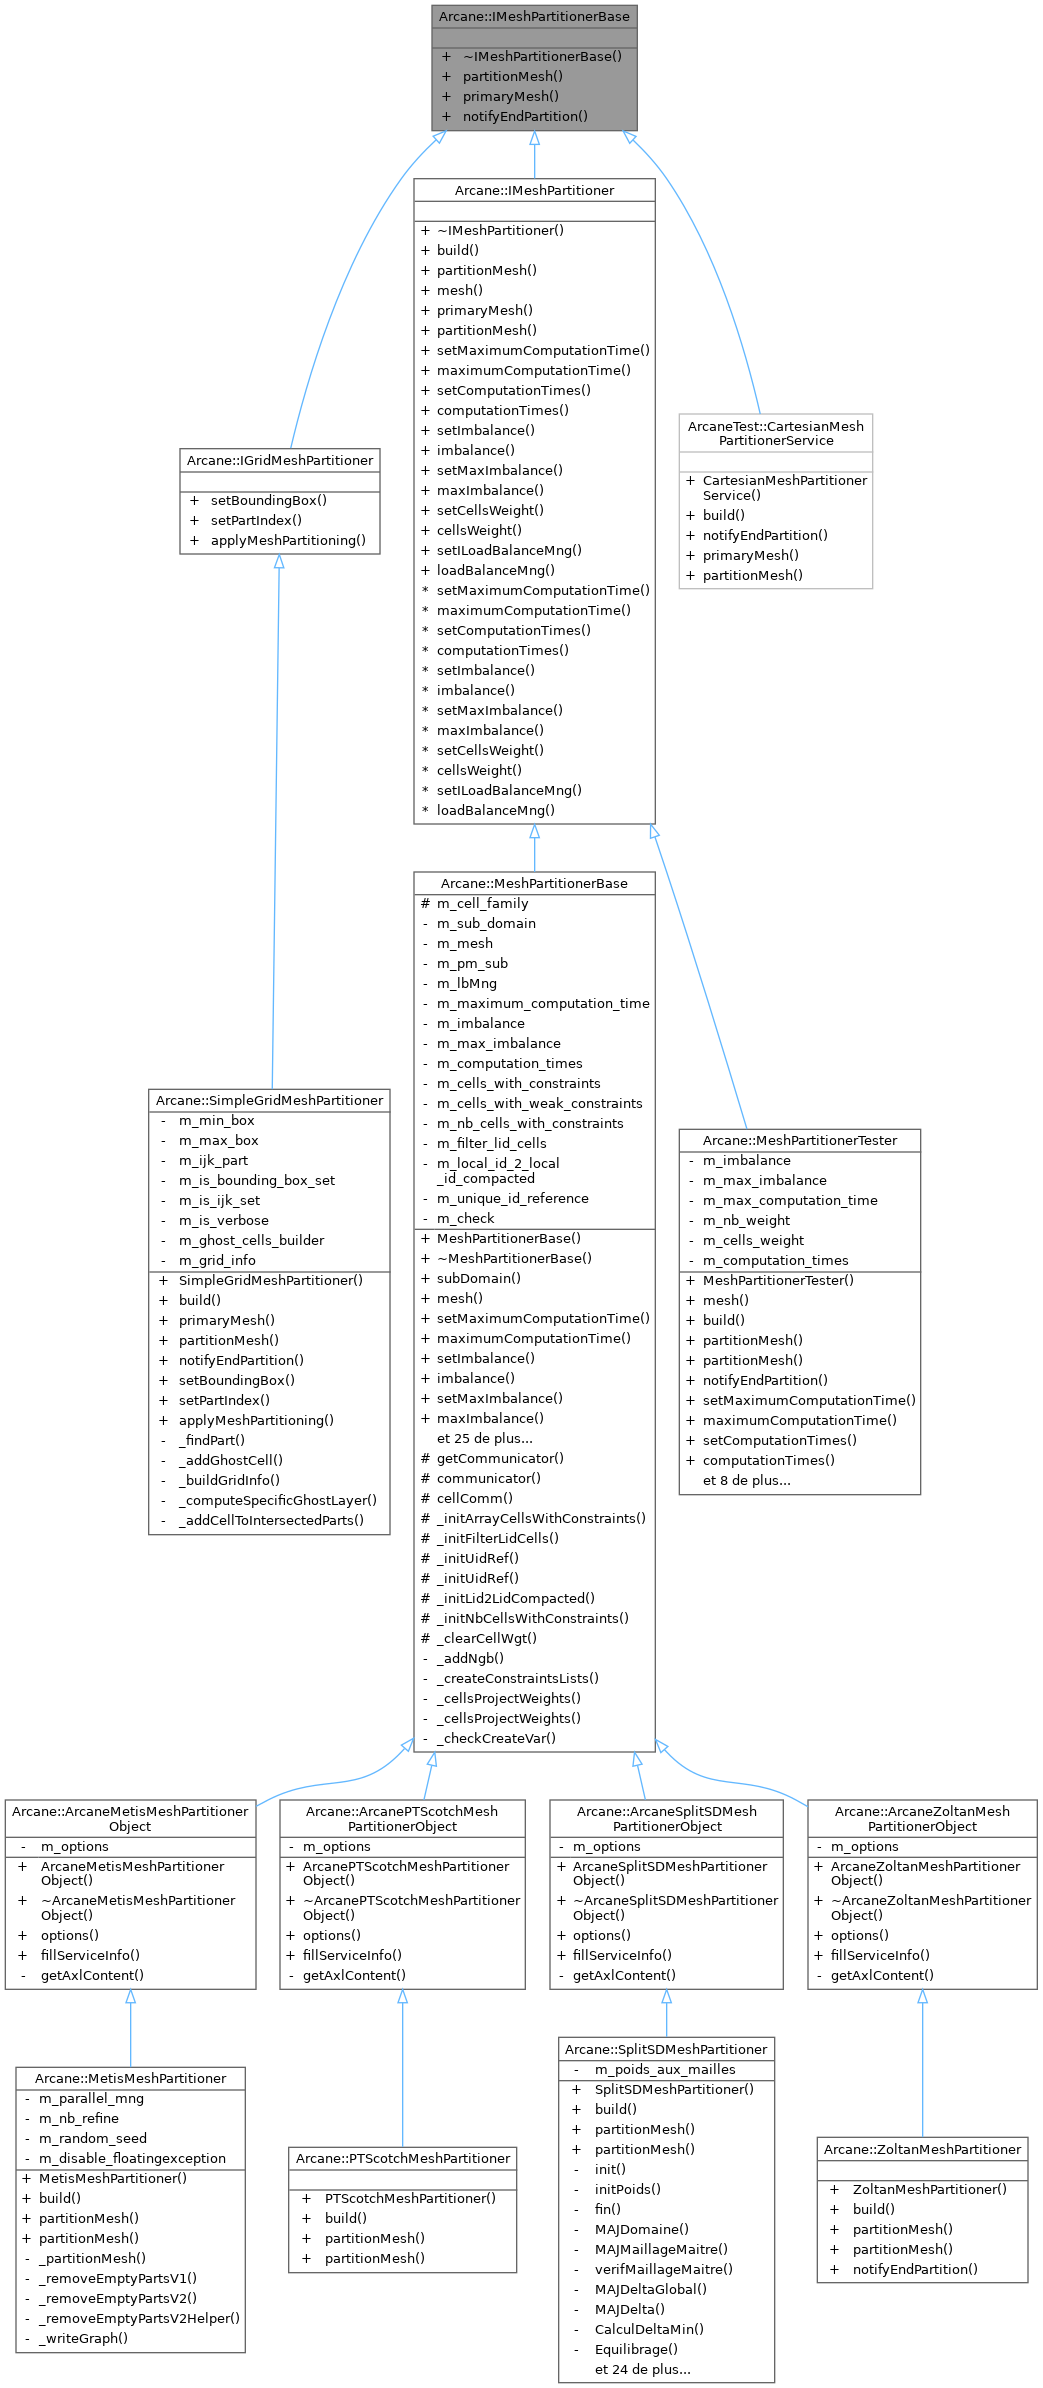 Arcane::IMeshPartitionerBase
+ ~IMeshPartitionerBase()
+ partitionMesh()
+ primaryMesh()
+ notifyEndPartition()
Arcane::IMeshPartitioner
+ ~IMeshPartitioner()
+ build()
+ partitionMesh()
+ mesh()
+ primaryMesh()
+ partitionMesh()
+ setMaximumComputationTime()
+ maximumComputationTime()
+ setComputationTimes()
+ computationTimes()
+ setImbalance()
+ imbalance()
+ setMaxImbalance()
+ maxImbalance()
+ setCellsWeight()
+ cellsWeight()
+ setILoadBalanceMng()
+ loadBalanceMng()
* setMaximumComputationTime()
* maximumComputationTime()
* setComputationTimes()
* computationTimes()
* setImbalance()
* imbalance()
* setMaxImbalance()
* maxImbalance()
* setCellsWeight()
* cellsWeight()
* setILoadBalanceMng()
* loadBalanceMng()
ArcaneTest::CartesianMesh
PartitionerService
+ CartesianMeshPartitioner
Service()
+ build()
+ notifyEndPartition()
+ primaryMesh()
+ partitionMesh()
Arcane::IGridMeshPartitioner
+ setBoundingBox()
+ setPartIndex()
+ applyMeshPartitioning()
Arcane::MeshPartitionerBase
# m_cell_family
- m_sub_domain
- m_mesh
- m_pm_sub
- m_lbMng
- m_maximum_computation_time
- m_imbalance
- m_max_imbalance
- m_computation_times
- m_cells_with_constraints
- m_cells_with_weak_constraints
- m_nb_cells_with_constraints
- m_filter_lid_cells
- m_local_id_2_local
_id_compacted
- m_unique_id_reference
- m_check
+ MeshPartitionerBase()
+ ~MeshPartitionerBase()
+ subDomain()
+ mesh()
+ setMaximumComputationTime()
+ maximumComputationTime()
+ setImbalance()
+ imbalance()
+ setMaxImbalance()
+ maxImbalance()
et 25 de plus...
# getCommunicator()
# communicator()
# cellComm()
# _initArrayCellsWithConstraints()
# _initFilterLidCells()
# _initUidRef()
# _initUidRef()
# _initLid2LidCompacted()
# _initNbCellsWithConstraints()
# _clearCellWgt()
- _addNgb()
- _createConstraintsLists()
- _cellsProjectWeights()
- _cellsProjectWeights()
- _checkCreateVar()
Arcane::SimpleGridMeshPartitioner
- m_min_box
- m_max_box
- m_ijk_part
- m_is_bounding_box_set
- m_is_ijk_set
- m_is_verbose
- m_ghost_cells_builder
- m_grid_info
+ SimpleGridMeshPartitioner()
+ build()
+ primaryMesh()
+ partitionMesh()
+ notifyEndPartition()
+ setBoundingBox()
+ setPartIndex()
+ applyMeshPartitioning()
- _findPart()
- _addGhostCell()
- _buildGridInfo()
- _computeSpecificGhostLayer()
- _addCellToIntersectedParts()
Arcane::MeshPartitionerTester
- m_imbalance
- m_max_imbalance
- m_max_computation_time
- m_nb_weight
- m_cells_weight
- m_computation_times
+ MeshPartitionerTester()
+ mesh()
+ build()
+ partitionMesh()
+ partitionMesh()
+ notifyEndPartition()
+ setMaximumComputationTime()
+ maximumComputationTime()
+ setComputationTimes()
+ computationTimes()
et 8 de plus...
Arcane::ArcaneMetisMeshPartitioner
Object
- m_options
+ ArcaneMetisMeshPartitioner
Object()
+ ~ArcaneMetisMeshPartitioner
Object()
+ options()
+ fillServiceInfo()
- getAxlContent()
Arcane::ArcanePTScotchMesh
PartitionerObject
- m_options
+ ArcanePTScotchMeshPartitioner
Object()
+ ~ArcanePTScotchMeshPartitioner
Object()
+ options()
+ fillServiceInfo()
- getAxlContent()
Arcane::ArcaneSplitSDMesh
PartitionerObject
- m_options
+ ArcaneSplitSDMeshPartitioner
Object()
+ ~ArcaneSplitSDMeshPartitioner
Object()
+ options()
+ fillServiceInfo()
- getAxlContent()
Arcane::ArcaneZoltanMesh
PartitionerObject
- m_options
+ ArcaneZoltanMeshPartitioner
Object()
+ ~ArcaneZoltanMeshPartitioner
Object()
+ options()
+ fillServiceInfo()
- getAxlContent()
Arcane::MetisMeshPartitioner
- m_parallel_mng
- m_nb_refine
- m_random_seed
- m_disable_floatingexception
+ MetisMeshPartitioner()
+ build()
+ partitionMesh()
+ partitionMesh()
- _partitionMesh()
- _removeEmptyPartsV1()
- _removeEmptyPartsV2()
- _removeEmptyPartsV2Helper()
- _writeGraph()
Arcane::PTScotchMeshPartitioner
+ PTScotchMeshPartitioner()
+ build()
+ partitionMesh()
+ partitionMesh()
Arcane::SplitSDMeshPartitioner
- m_poids_aux_mailles
+ SplitSDMeshPartitioner()
+ build()
+ partitionMesh()
+ partitionMesh()
- init()
- initPoids()
- fin()
- MAJDomaine()
- MAJMaillageMaitre()
- verifMaillageMaitre()
- MAJDeltaGlobal()
- MAJDelta()
- CalculDeltaMin()
- Equilibrage()
et 24 de plus...
Arcane::ZoltanMeshPartitioner
+ ZoltanMeshPartitioner()
+ build()
+ partitionMesh()
+ partitionMesh()
+ notifyEndPartition()